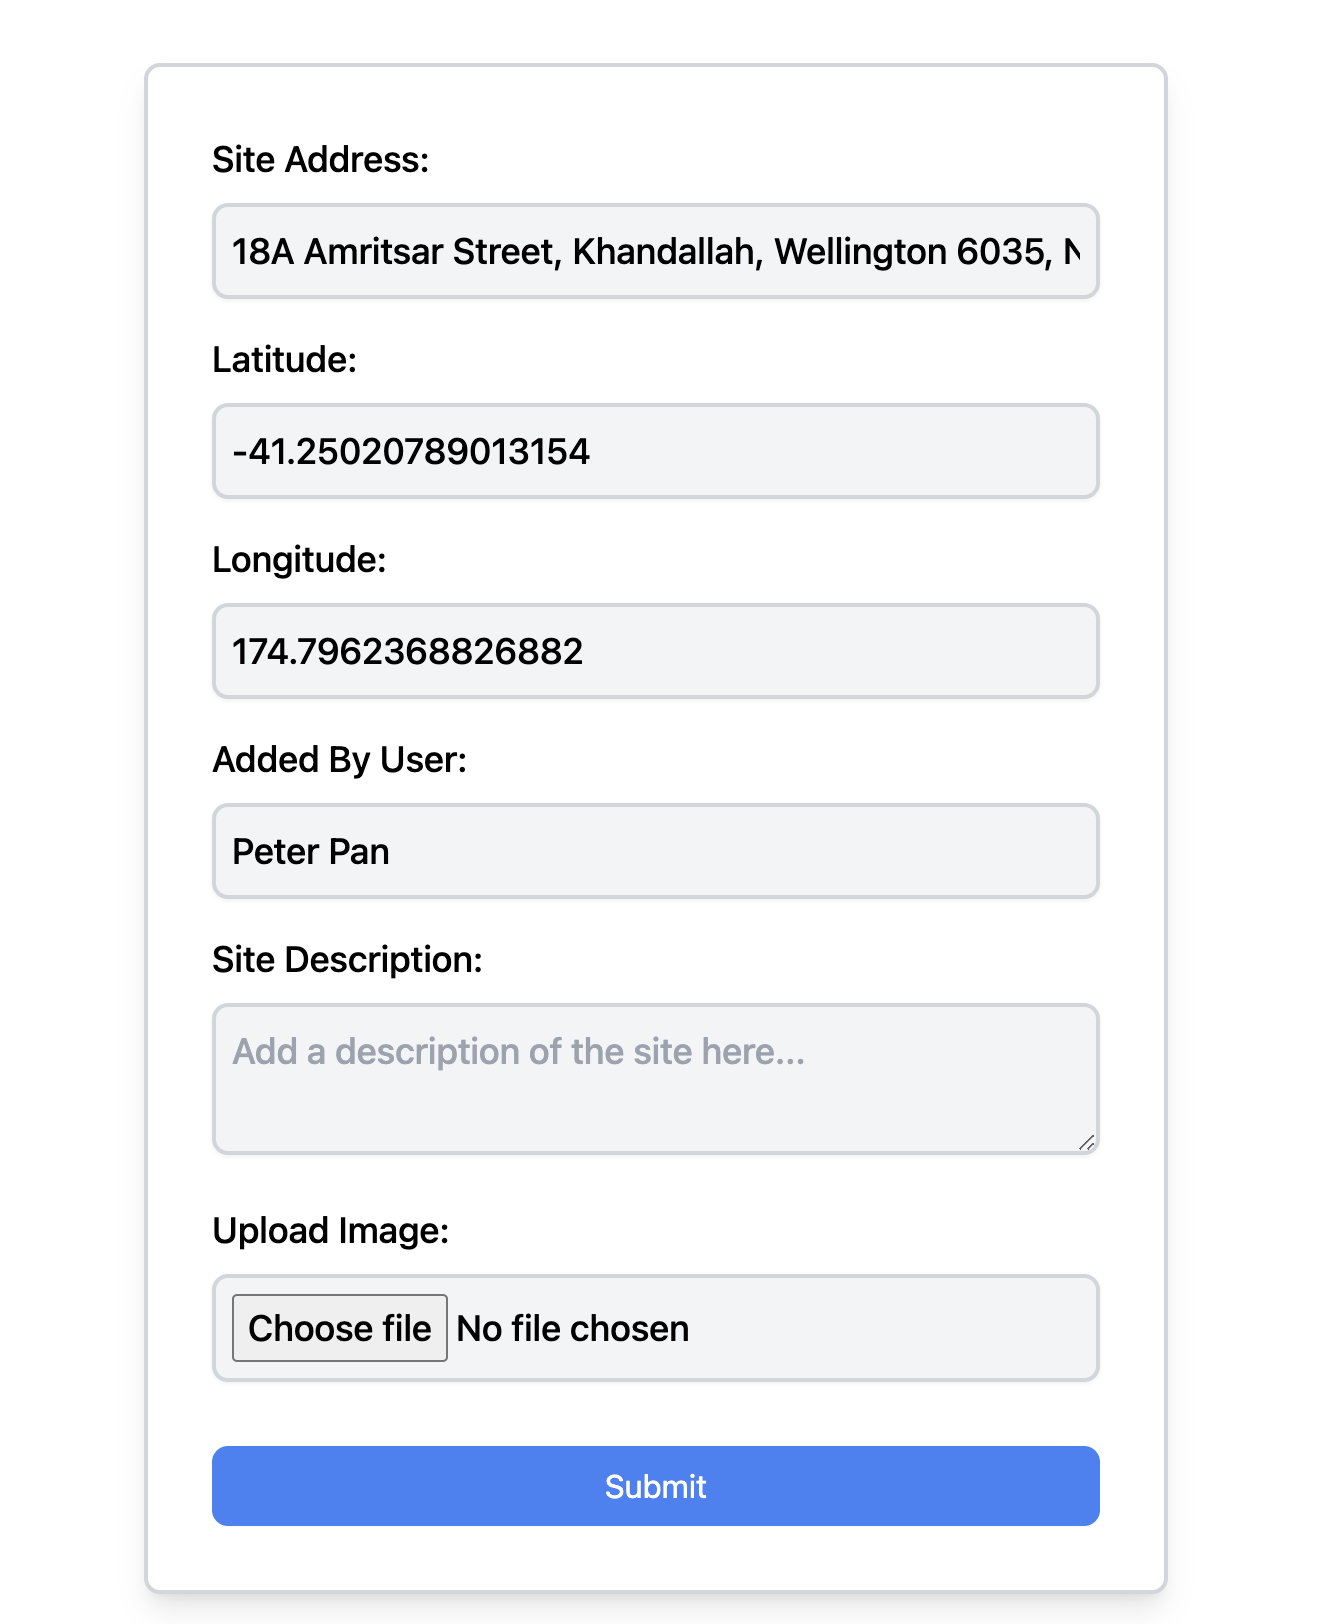 Site Address:
18A Amritsar Street, Khandallah, Wellington 6035, N
Latitude:
-41.25020789013154
Longitude:
174.7962368826882
Added By User:
Peter Pan
Site Description:
Add a description of the site here...
Upload Image:
Choose file No file chosen
Submit